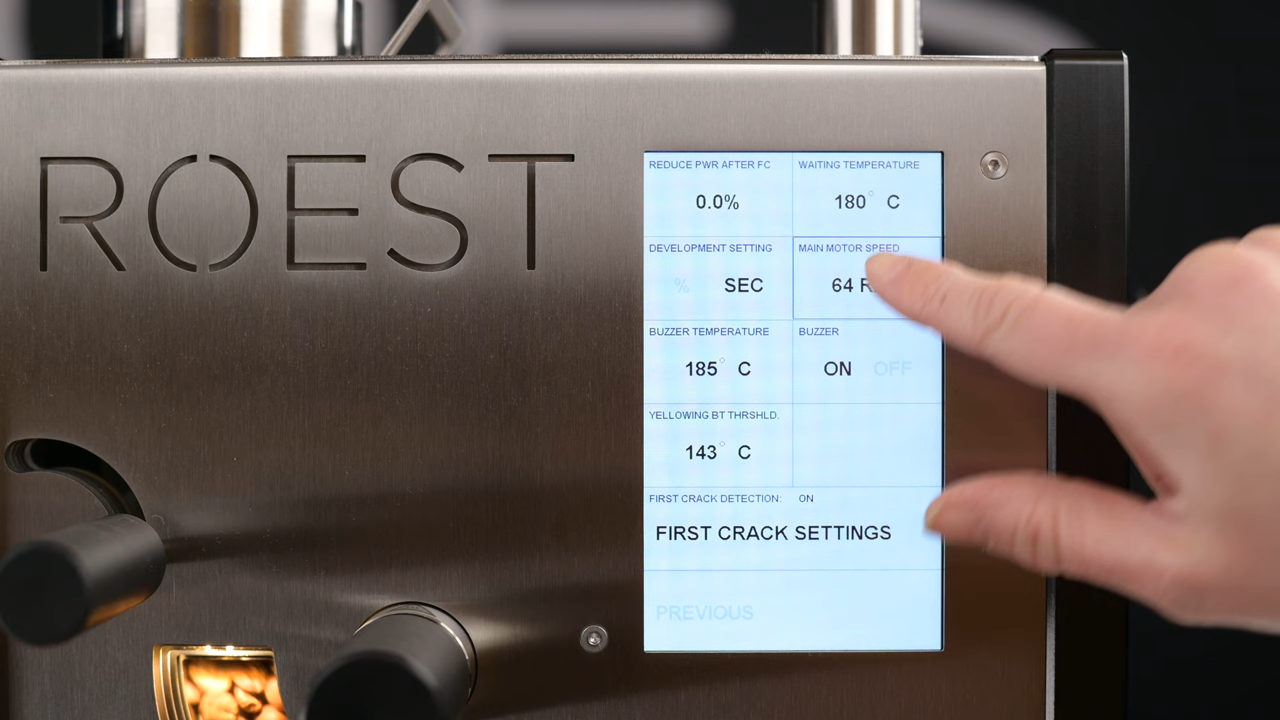 ROEST
REDUCE PWR AFTER FC
WAITING TEMPERATURE
0.0%
180° C
DEVELOPMENT SETTING
MAIN MOTOR SPEED
% SEC
64
BUZZER TEMPERATURE
BUZZER
185° C
ON OFF
YELLOWING BT THRSHLD.
143° C
FIRST CRACK DETECTION: ON
FIRST CRACK SETTINGS
PREVIOUS